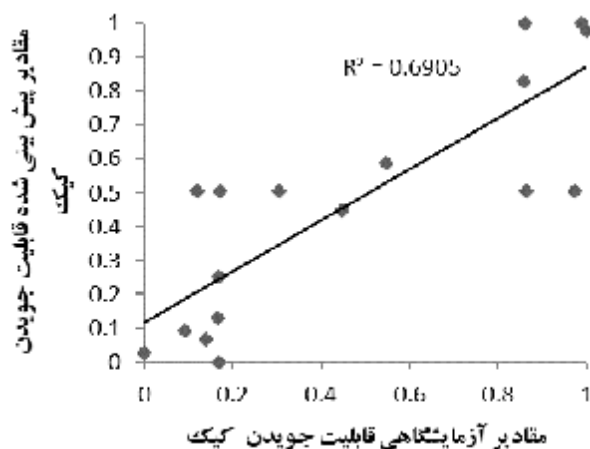 مقادیر پیش بینی شده قابلیت جویدن
کیک
1
0.9
0.8
0.7
0.6
0.5
0.4
0.3
0.2
0.1
0
R² = 0.6905
0 0.2 0.4 0.6 0.8 1
مقادیر آزمایشگاهی قابلیت جویدن کیک